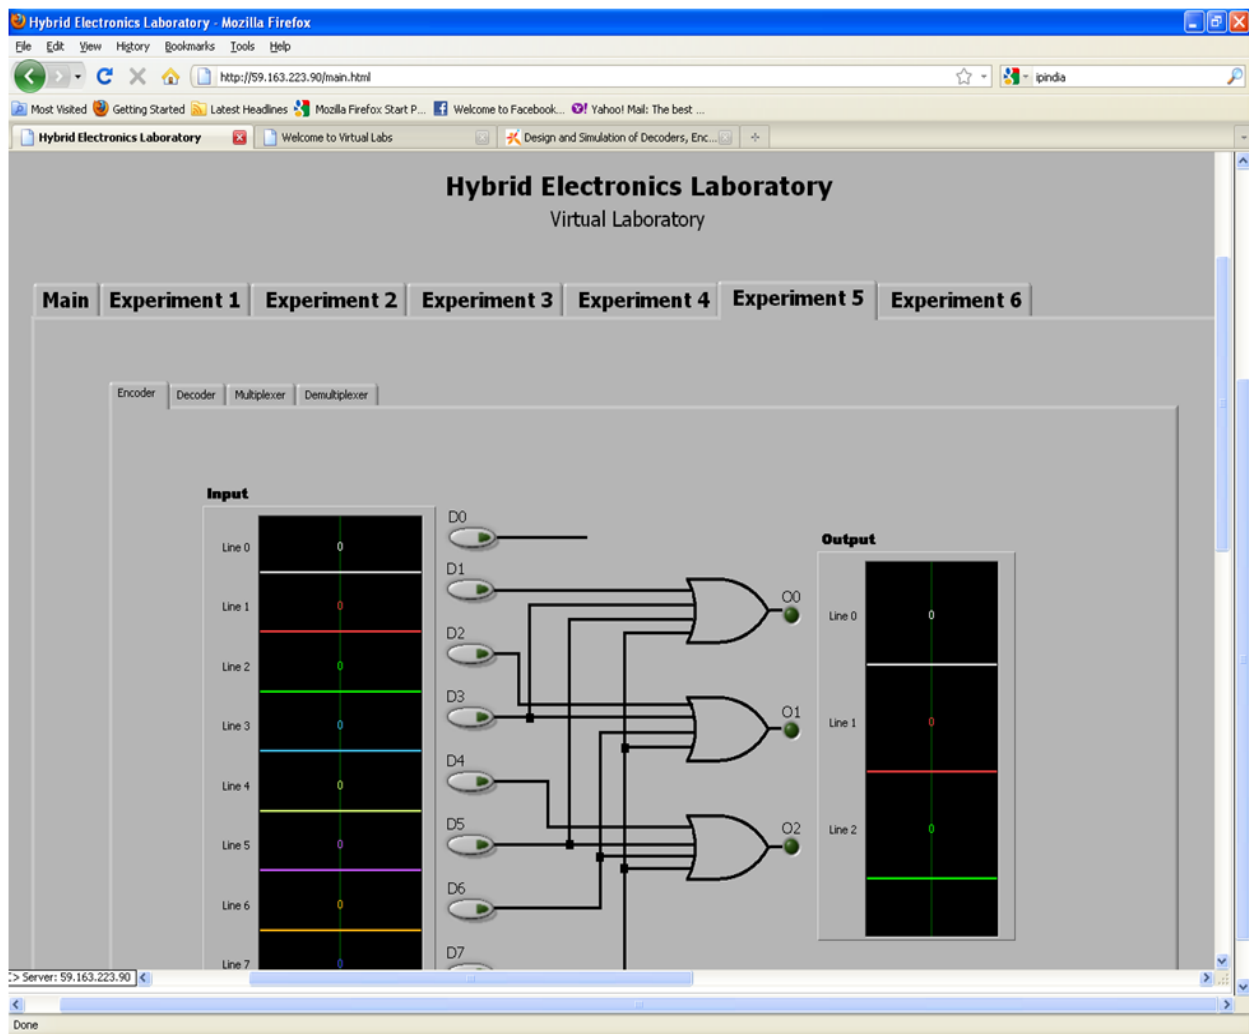 Hybrid Electronics Laboratory - Mozilla Firefox
File Edit View History Bookmarks Tools Help
http://59.163.223.90/main.html
ipindia
Most Visited Getting Started Latest Headlines Mozilla Firefox Start P... Welcome to Facebook... Yahoo! Mail: The best ...
Hybrid Electronics Laboratory Welcome to Virtual Labs Design and Simulation of Decoders, Enc...
Hybrid Electronics Laboratory
Virtual Laboratory
Main Experiment 1 Experiment 2 Experiment 3 Experiment 4 Experiment 5 Experiment 6
Encoder Decoder Multiplexer Demultiplexer
Input
Line 0 0
Line 1 0
Line 2 0
Line 3 0
Line 4 0
Line 5 0
Line 6 0
Line 7 0
D0
D1
D2
D3
D4
D5
D6
D7
O0
O1
O2
Output
Line 0 0
Line 1 0
Line 2 0
:> Server: 59.163.223.90
Done